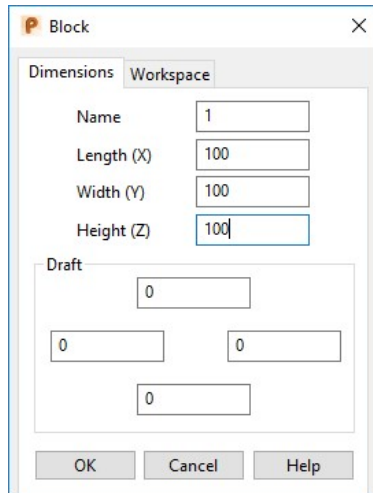 P Block
Dimensions Workspace
Name 1
Length (X) 100
Width (Y) 100
Height (Z) 100
Draft
0
0 0
0
OK Cancel Help